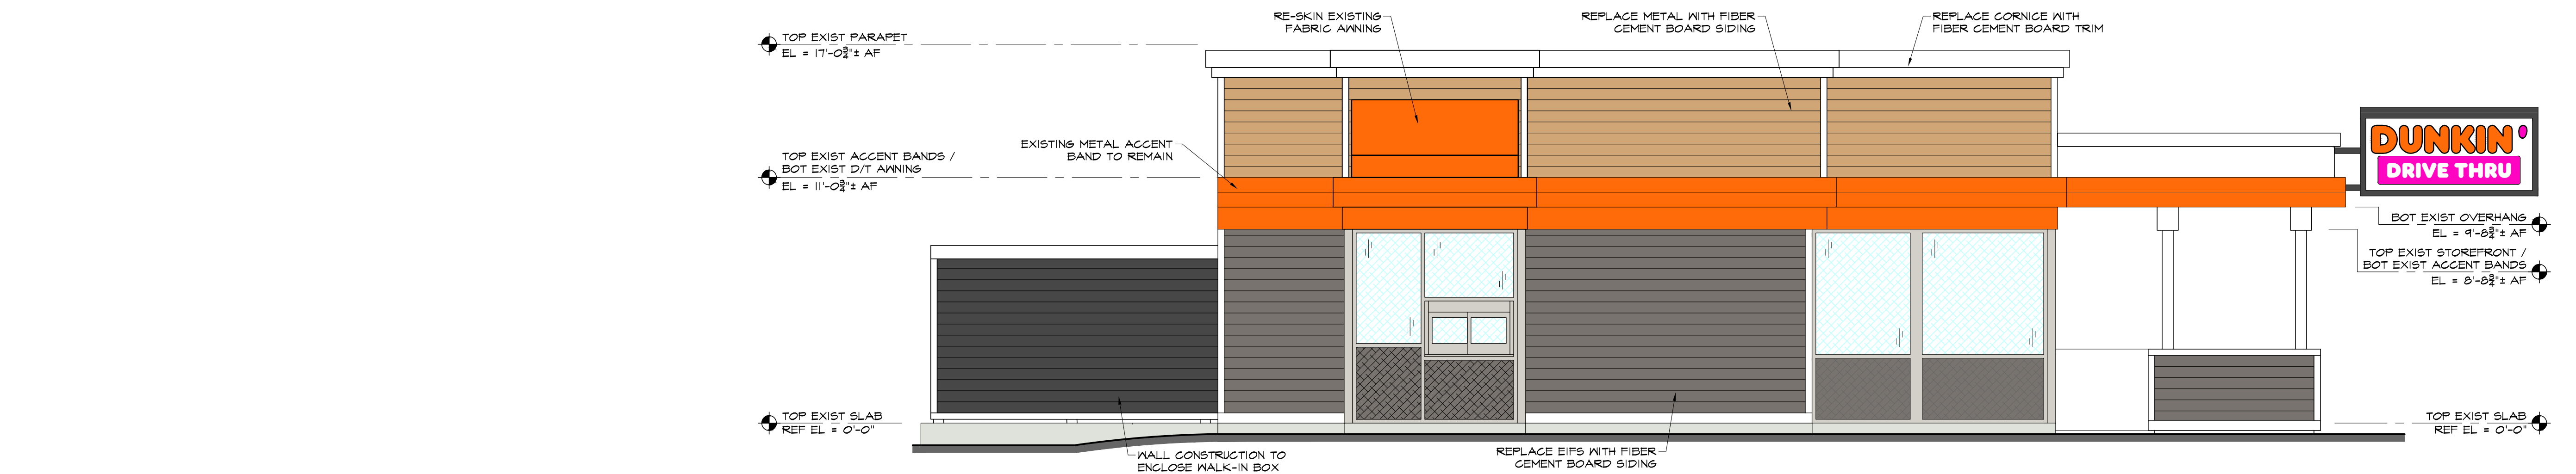 RE-SKIN EXISTING
FABRIC AWNING
REPLACE METAL WITH FIBER
CEMENT BOARD SIDING
REPLACE CORNICE WITH
FIBER CEMENT BOARD TRIM
TOP EXIST PARAPET
EL = 17'-0¾"± AF
EXISTING METAL ACCENT
BAND TO REMAIN
TOP EXIST ACCENT BANDS /
BOT EXIST D/T AWNING
EL = 11'-0¾"± AF
DUNKIN'
DRIVE THRU
BOT EXIST OVERHANG
EL = 9'-8¾"± AF
TOP EXIST STOREFRONT /
BOT EXIST ACCENT BANDS
EL = 8'-8¾"± AF
TOP EXIST SLAB
REF EL = 0'-0"
TOP EXIST SLAB
REF EL = 0'-0"
WALL CONSTRUCTION TO
ENCLOSE WALK-IN BOX
REPLACE EIFS WITH FIBER
CEMENT BOARD SIDING